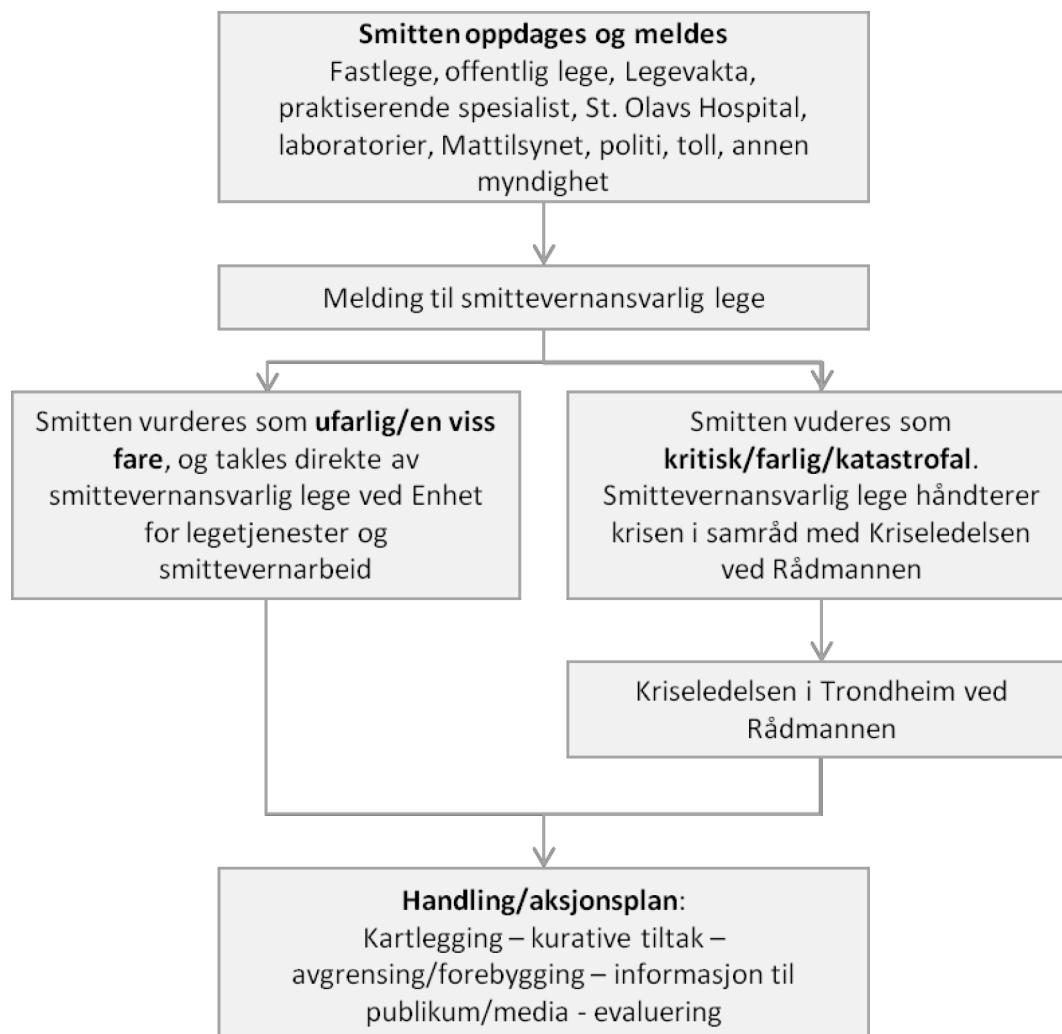 Smitten oppdages og meldes
Fastlege, offentlig lege, Legevakta,
praktiserende spesialist, St. Olavs Hospital,
laboratorier, Mattilsynet, politi, toll, annen
myndighet
Melding til smittevernansvarlig lege
Smitten vurderes som ufarlig/en viss
fare, og takles direkte av
smittevernansvarlig lege ved Enhet
for legetjenester og
smittevernarbeid
Smitten vuderes som
kritisk/farlig/katastrofal.
Smittevernansvarlig lege håndterer
krisen i samråd med Kriseledelsen
ved Rådmannen
Kriseledelsen i Trondheim ved
Rådmannen
Handling/aksjonsplan:
Kartlegging – kurative tiltak –
avgrensing/forebygging – informasjon til
publikum/media - evaluering